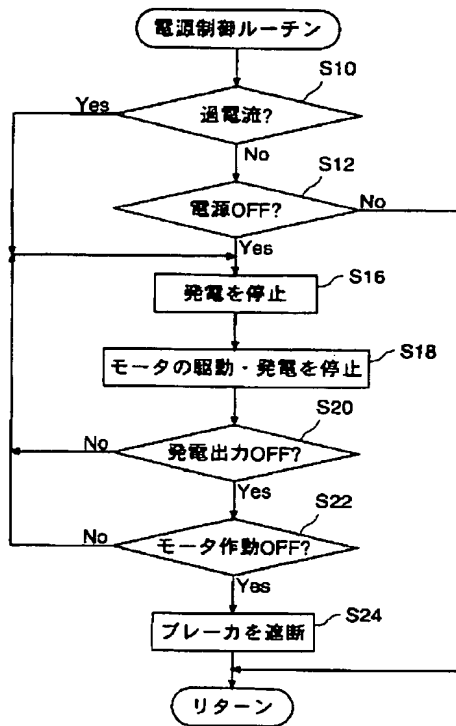 電源制御ルーチン
S10
Yes
過電流?
No
S12
電源OFF?
No
Yes
S16
発電を停止
S18
モータの駆動・発電を停止
S20
発電出力OFF?
No
Yes
S22
モータ作動OFF?
No
Yes
S24
ブレーカを遮断
リターン